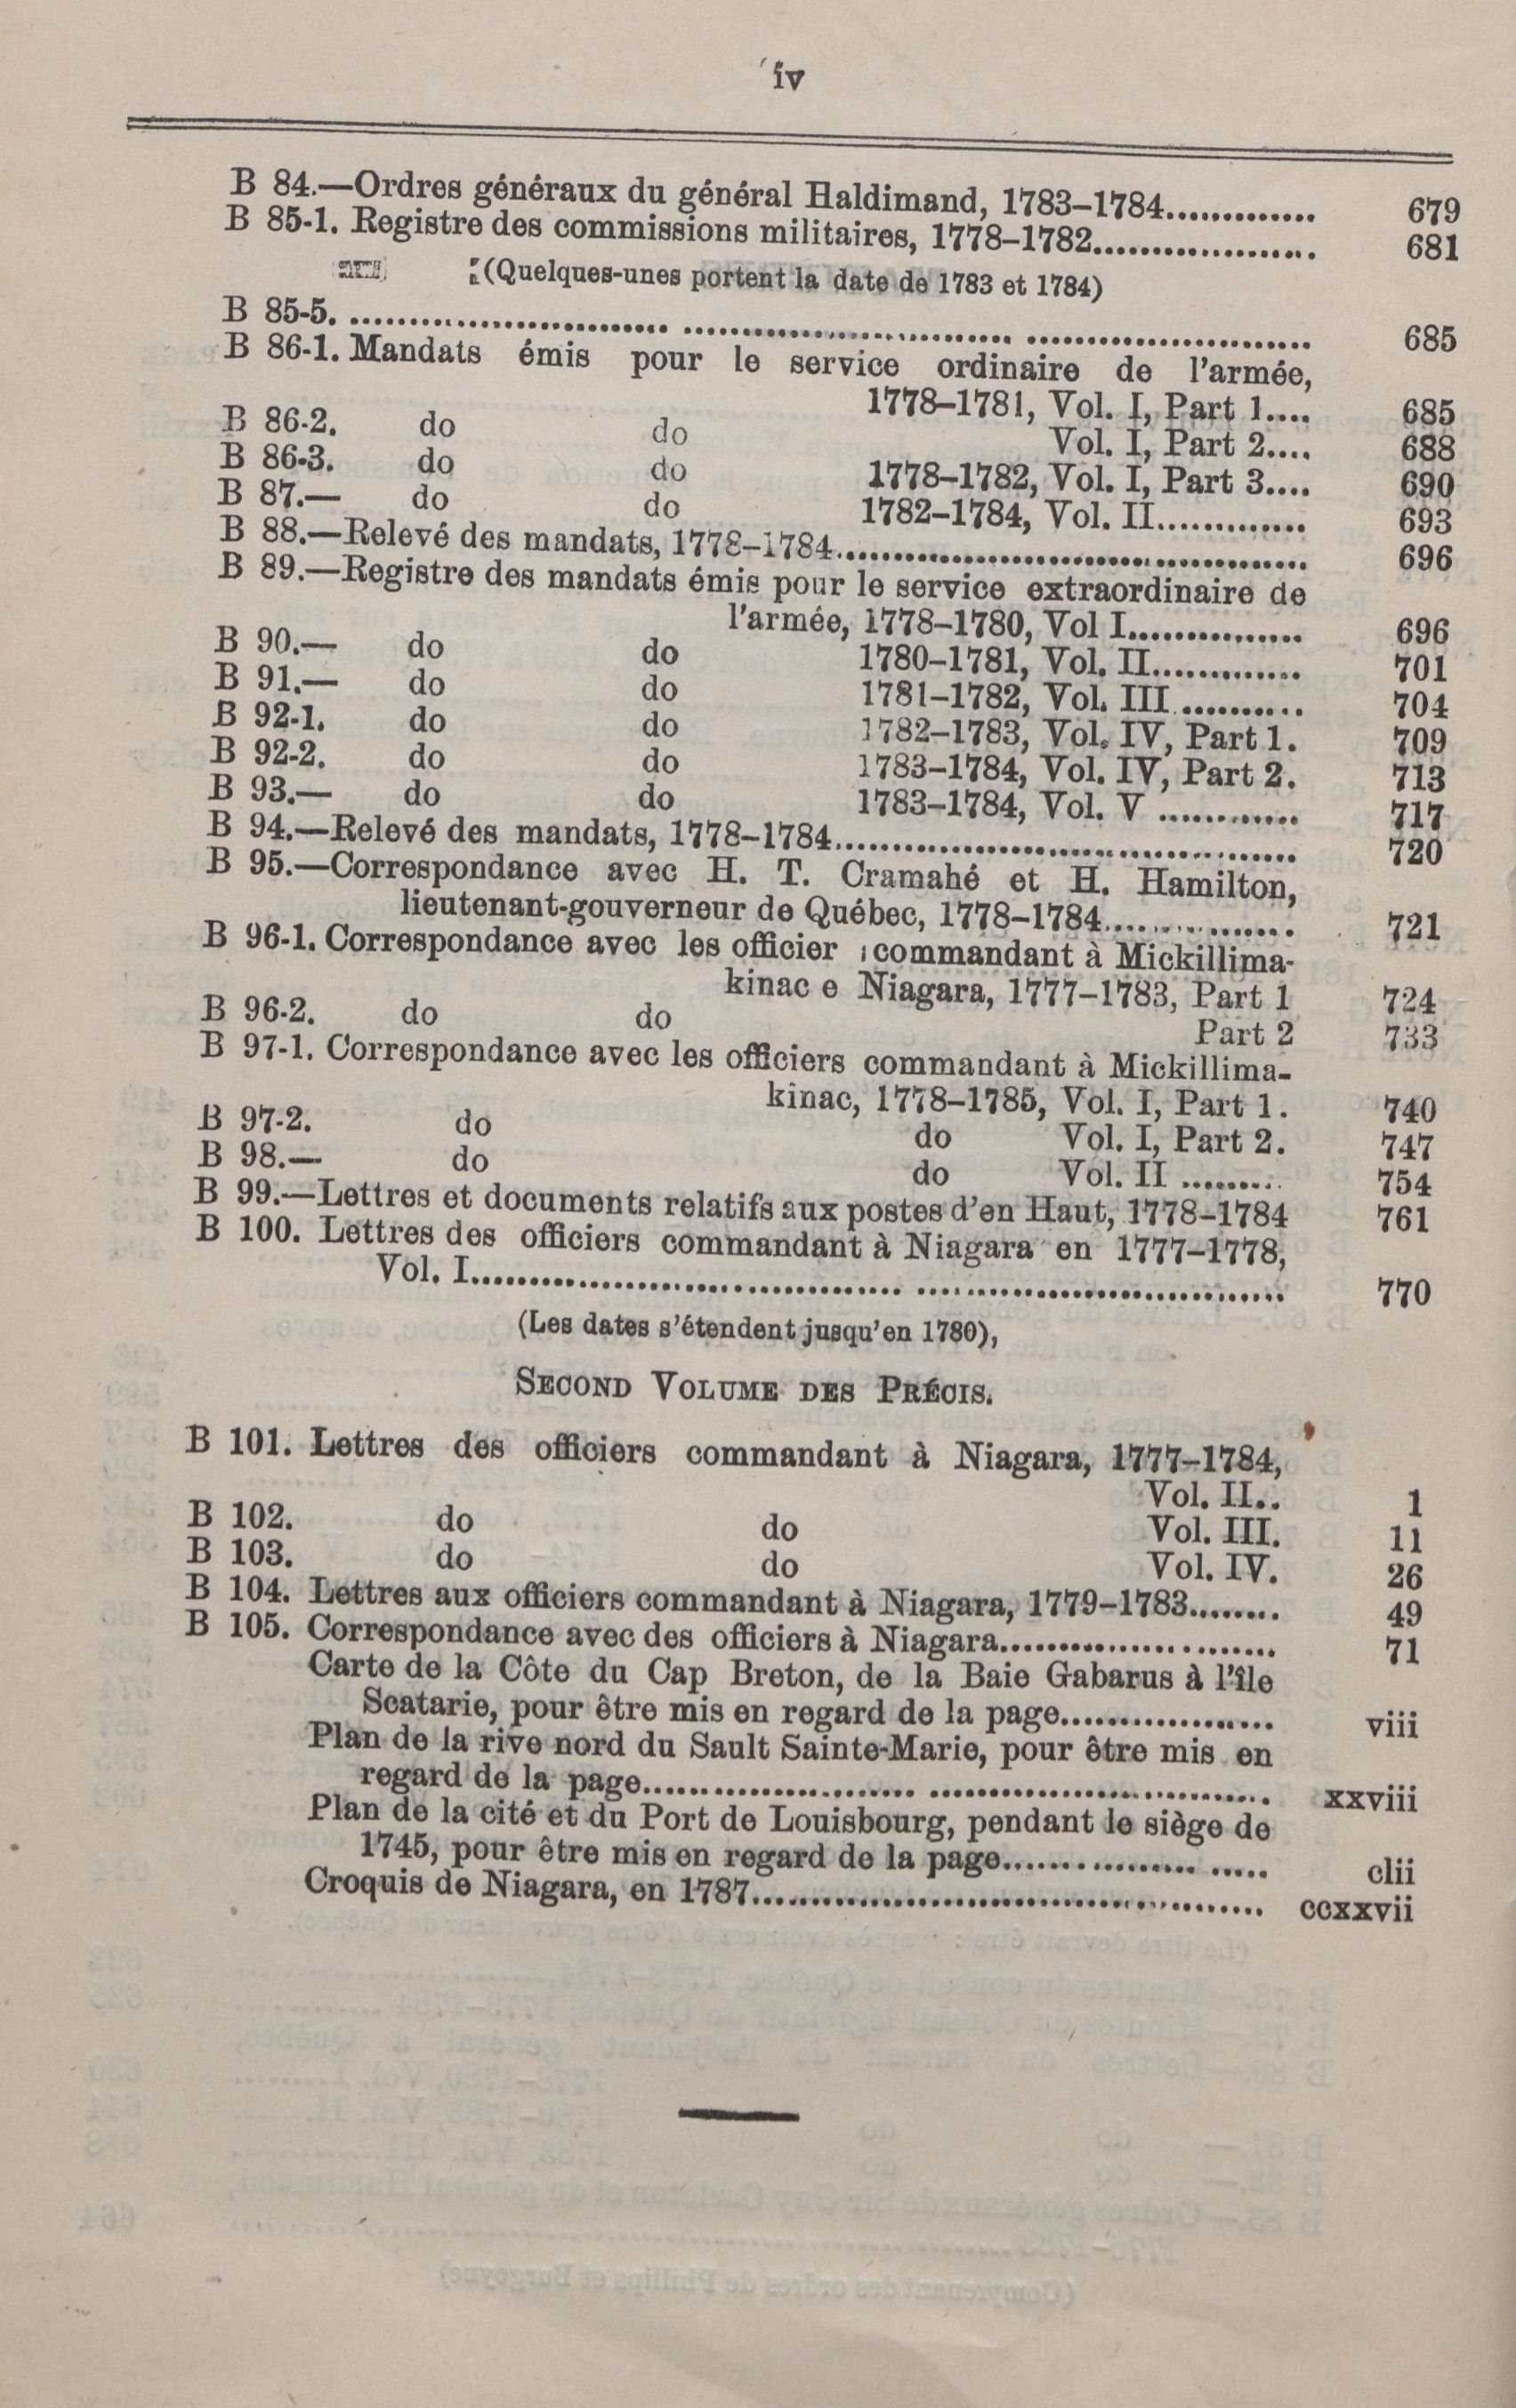 iv
B 84.—Ordres généraux du général Haldimand, 1783–1784............. 679
B 85-1. Registre des commissions militaires, 1778–1782................... 681
(Quelques-unes portent la date de 1783 et 1784)
B 85-5. ........................... ............................ ........................ 685
B 86-1. Mandats émis pour le service ordinaire de l'armée,
1778–1781, Vol. I, Part 1.... 685
B 86-2. do do Vol. I, Part 2.... 688
B 86-3. do do 1778–1782, Vol. I, Part 3.... 690
B 87.— do do 1782–1784, Vol. II............. 693
B 88.—Relevé des mandats, 1778–1784........................................ 696
B 89.—Registre des mandats émis pour le service extraordinaire de
l'armée, 1778–1780, Vol I............... 696
B 90.— do do 1780–1781, Vol. II............. 701
B 91.— do do 1781–1782, Vol. III ........... 704
B 92-1. do do 1782–1783, Vol. IV, Part 1. 709
B 92-2. do do 1783–1784, Vol. IV, Part 2. 713
B 93.— do do 1783–1784, Vol. V ............ 717
B 94.—Relevé des mandats, 1778–1784....................................... 720
B 95.—Correspondance avec H. T. Cramahé et H. Hamilton,
lieutenant-gouverneur de Québec, 1778–1784................ 721
B 96-1. Correspondance avec les officier commandant à Mickillima-
kinac e Niagara, 1777–1783, Part 1 724
B 96-2. do do Part 2 733
B 97-1. Correspondance avec les officiers commandant à Mickillima-
kinac, 1778–1785, Vol. I, Part 1. 740
B 97-2. do do Vol. I, Part 2. 747
B 98.— do do Vol. II ......... 754
B 99.—Lettres et documents relatifs aux postes d'en Haut, 1778–1784 761
B 100. Lettres des officiers commandant à Niagara en 1777–1778,
Vol. I..................................... ............................... 770
(Les dates s'étendent jusqu'en 1780),
SECOND VOLUME DES PRÉCIS.
B 101. Lettres des officiers commandant à Niagara, 1777–1784,
Vol. II.. 1
B 102. do do Vol. III. 11
B 103. do do Vol. IV. 26
B 104. Lettres aux officiers commandant à Niagara, 1779–1783........ 49
B 105. Correspondance avec des officiers à Niagara........................ 71
Carte de la Côte du Cap Breton, de la Baie Gabarus à l'île
Scatarie, pour être mis en regard de la page.................. viii
Plan de la rive nord du Sault Sainte-Marie, pour être mis en
regard de la page....................... ............................. xxviii
Plan de la cité et du Port de Louisbourg, pendant le siège de
1745, pour être mis en regard de la page................. ..... clii
Croquis de Niagara, en 1787............................................ ccxxvii